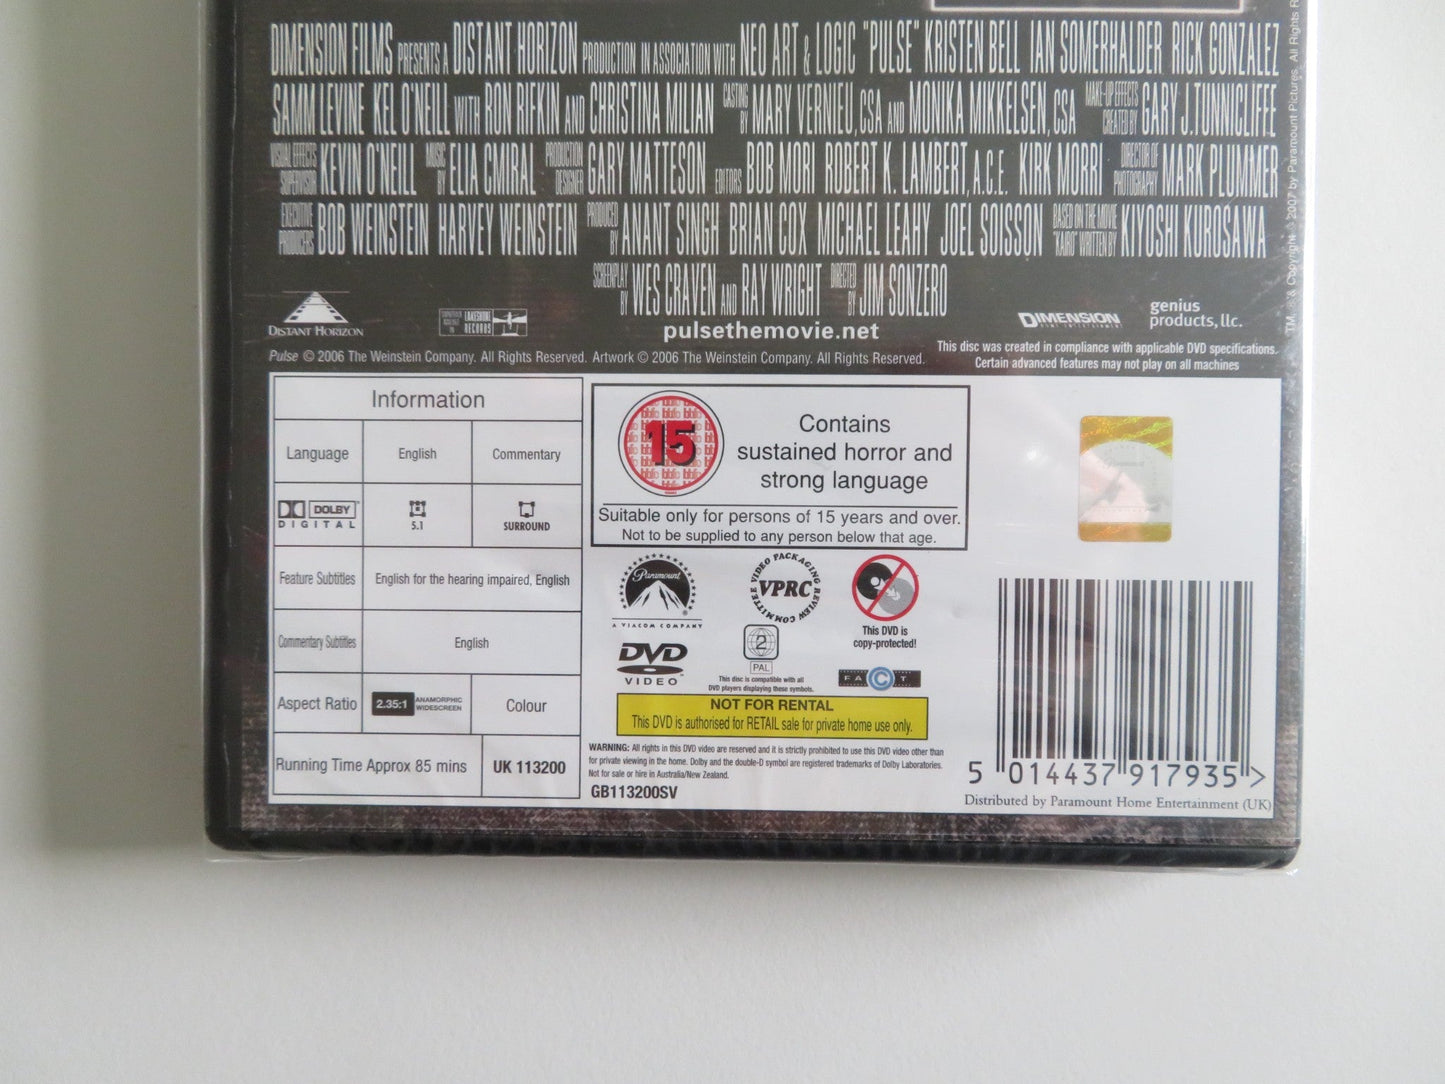 DIMENSION FILMS PRESENTS A DISTANT HORIZON PRODUCTION IN ASSOCIATION WITH NEO ART & LOGIC "PULSE" KRISTEN BELL IAN SOMERHALDER RICK GONZALEZ
SAMM LEVINE KEL O'NEILL WITH RON RIFKIN AND CHRISTINA MILIAN CASTING BY MARY VERNIEU, CSA AND MONIKA MIKKELSEN, CSA MAKE-UP EFFECTS CREATED BY GARY J. TUNNICLIFFE
VISUAL EFFECTS SUPERVISION KEVIN O'NEILL MUSIC BY ELIA CMIRAL PRODUCTION DESIGNER GARY MATTESON EDITORS BOB MORI ROBERT K. LAMBERT, A.C.E. KIRK MORRI DIRECTOR OF PHOTOGRAPHY MARK PLUMMER
EXECUTIVE PRODUCERS BOB WEINSTEIN HARVEY WEINSTEIN PRODUCED BY ANANT SINGH BRIAN COX MICHAEL LEAHY JOEL SOISSON BASED ON THE MOVIE "KAIRO" WRITTEN BY KIYOSHI KUROSAWA
SCREENPLAY BY WES CRAVEN AND RAY WRIGHT DIRECTED BY JIM SONZERO
DISTANT HORIZON
LAKESHORE RECORDS
pulsethemovie.net
DIMENSION
HOME ENTERTAINMENT
genius
products, llc.
Pulse © 2006 The Weinstein Company. All Rights Reserved. Artwork © 2006 The Weinstein Company. All Rights Reserved.
This disc was created in compliance with applicable DVD specifications.
Certain advanced features may not play on all machines
TM, ® & Copyright © 2007 by Paramount Pictures. All Rights R
Information
Language English Commentary
DOLBY
DIGITAL 5.1 SURROUND
Feature Subtitles English for the hearing impaired, English
Commentary Subtitles English
Aspect Ratio 2.35:1 ANAMORPHIC WIDESCREEN Colour
Running Time Approx 85 mins UK 113200
15
Contains
sustained horror and
strong language
Suitable only for persons of 15 years and over.
Not to be supplied to any person below that age.
Paramount
A VIACOM COMPANY
VIDEO PACKAGING REVIEW COMMITTEE
VPRC
This DVD is
copy-protected!
DVD
VIDEO
2
PAL
This disc is compatible with all
DVD players displaying these symbols.
FACT
NOT FOR RENTAL
This DVD is authorised for RETAIL sale for private home use only.
WARNING: All rights in this DVD video are reserved and it is strictly prohibited to use this DVD video other than
for private viewing in the home. Dolby and the double-D symbol are registered trademarks of Dolby Laboratories.
Not for sale or hire in Australia/New Zealand.
GB113200SV
5 014437 917935 >
Distributed by Paramount Home Entertainment (UK)